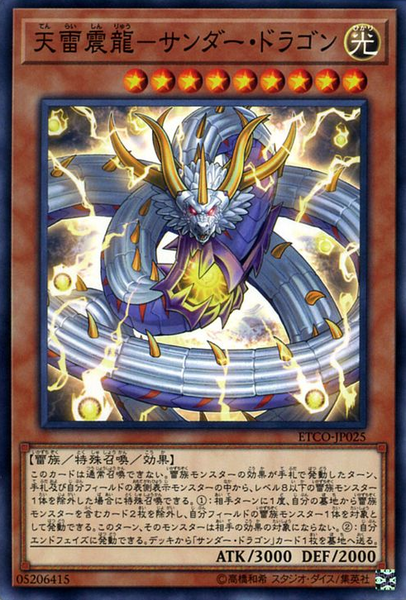 天雷震龍－サンダー・ドラゴン
光
ETCO-JP025
【雷族／特殊召喚／効果】
このカードは通常召喚できない。雷族モンスターの効果が手札で発動したターン、
手札及び自分フィールドの表側表示モンスターの中から、レベル8以下の雷族モンスター
1体を除外した場合に特殊召喚できる。①：相手ターンに1度、自分の墓地から雷族
モンスターを含むカード2枚を除外し、自分フィールドの雷族モンスター1体を対象と
して発動できる。このターン、そのモンスターは相手の効果の対象にならない。②：自分
エンドフェイズに発動できる。デッキから「サンダー・ドラゴン」カード1枚を墓地へ送る。
ATK/3000 DEF/2000
05206415
©高橋和希 スタジオ・ダイス/集英社